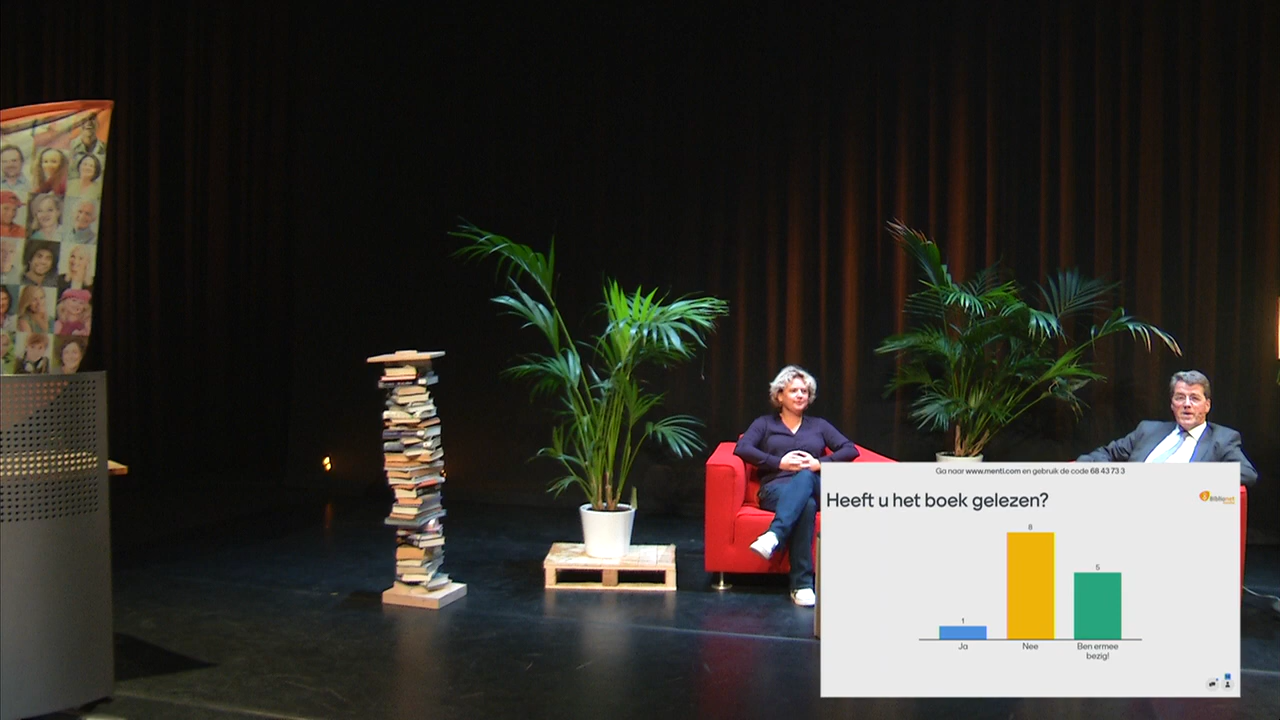 Ga naar www.menti.com en gebruik de code 68 43 73 3
Heeft u het boek gelezen?
Biblionet
1
8
5
Ja
Nee
Ben ermee
bezig!